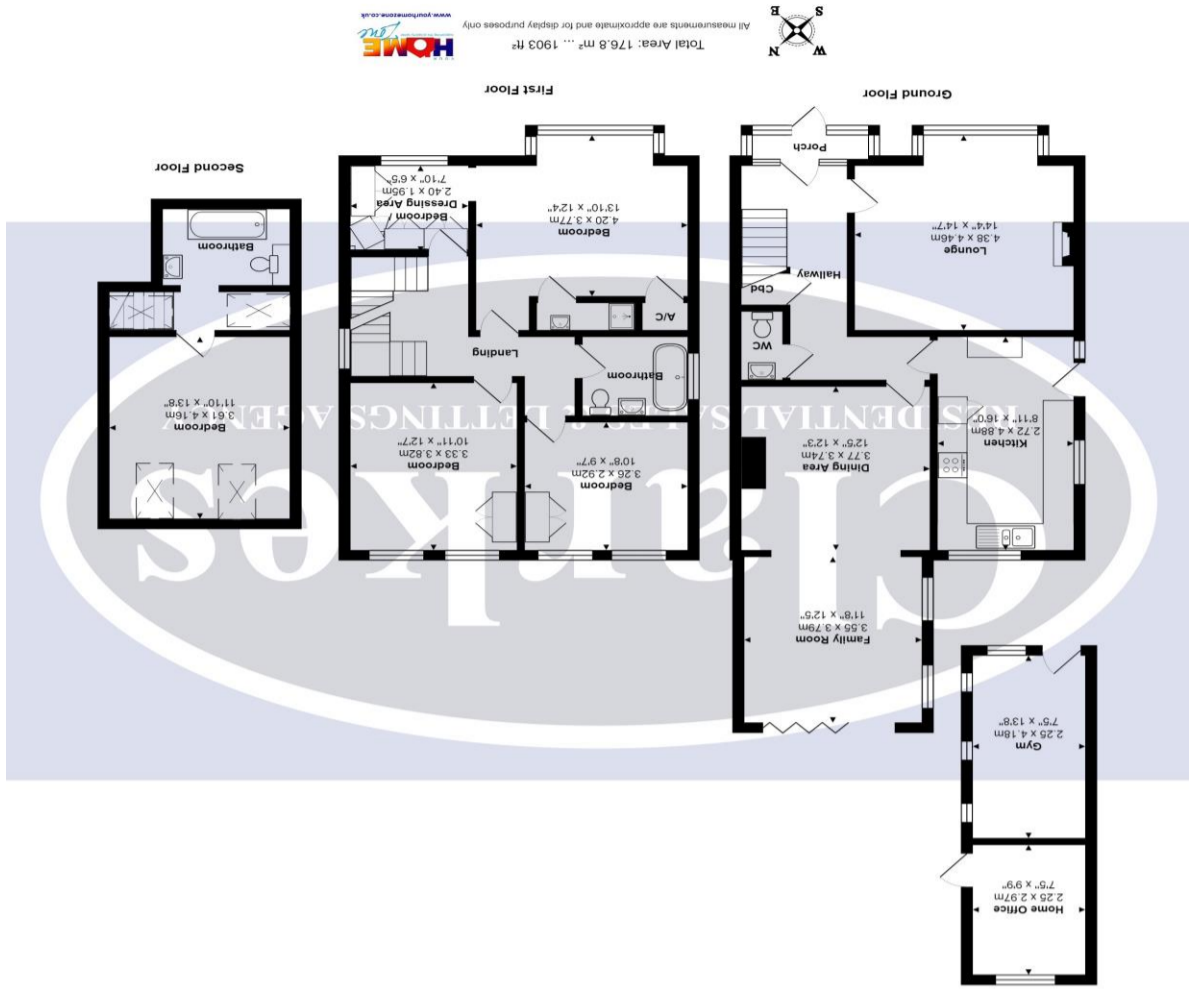 Home Office
2.25 x 2.97m
7'5" x 9'9"
Gym
2.25 x 4.18m
7'5" x 13'8"
Family Room
3.55 x 3.79m
11'8" x 12'5"
Kitchen
2.72 x 4.88m
8'11" x 16'0"
Dining Area
3.77 x 3.74m
12'5" x 12'3"
WC
Cbd
Hallway
Lounge
4.38 x 4.46m
14'4" x 14'7"
Porch
Ground Floor
Bedroom
3.26 x 2.92m
10'8" x 9'7"
Bedroom
3.33 x 3.82m
10'11" x 12'7"
Bathroom
Landing
A/C
Bedroom
4.20 x 3.77m
13'10" x 12'4"
Bedroom /
Dressing Area
2.40 x 1.95m
7'10" x 6'5"
First Floor
Bedroom
3.61 x 4.16m
11'10" x 13'8"
Bathroom
Second Floor
clarkes
RESIDENTIAL SALES & LETTINGS AGENCY
N
E
S
W
Total Area: 176.8 m² ... 1903 ft²
All measurements are approximate and for display purposes only
YOUR
HOME
Zone
www.yourhomezone.co.uk